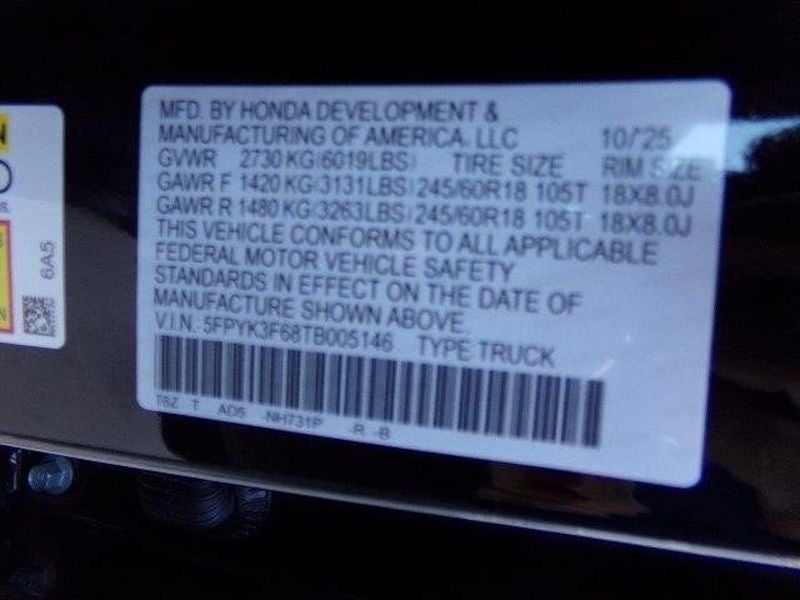 MFD. BY HONDA DEVELOPMENT &
MANUFACTURING OF AMERICA, LLC 10/'25
GVWR 2730 KG(6019LBS) TIRE SIZE RIM SIZE
GAWR F 1420 KG(3131LBS) 245/60R18 105T 18X8.0J
GAWR R 1480 KG(3263LBS) 245/60R18 105T 18X8.0J
THIS VEHICLE CONFORMS TO ALL APPLICABLE
FEDERAL MOTOR VEHICLE SAFETY
STANDARDS IN EFFECT ON THE DATE OF
MANUFACTURE SHOWN ABOVE.
V.I.N. 5FPYK3F68TB005146 TYPE TRUCK
T6Z T AD5 -NH731P -R -B
6A5